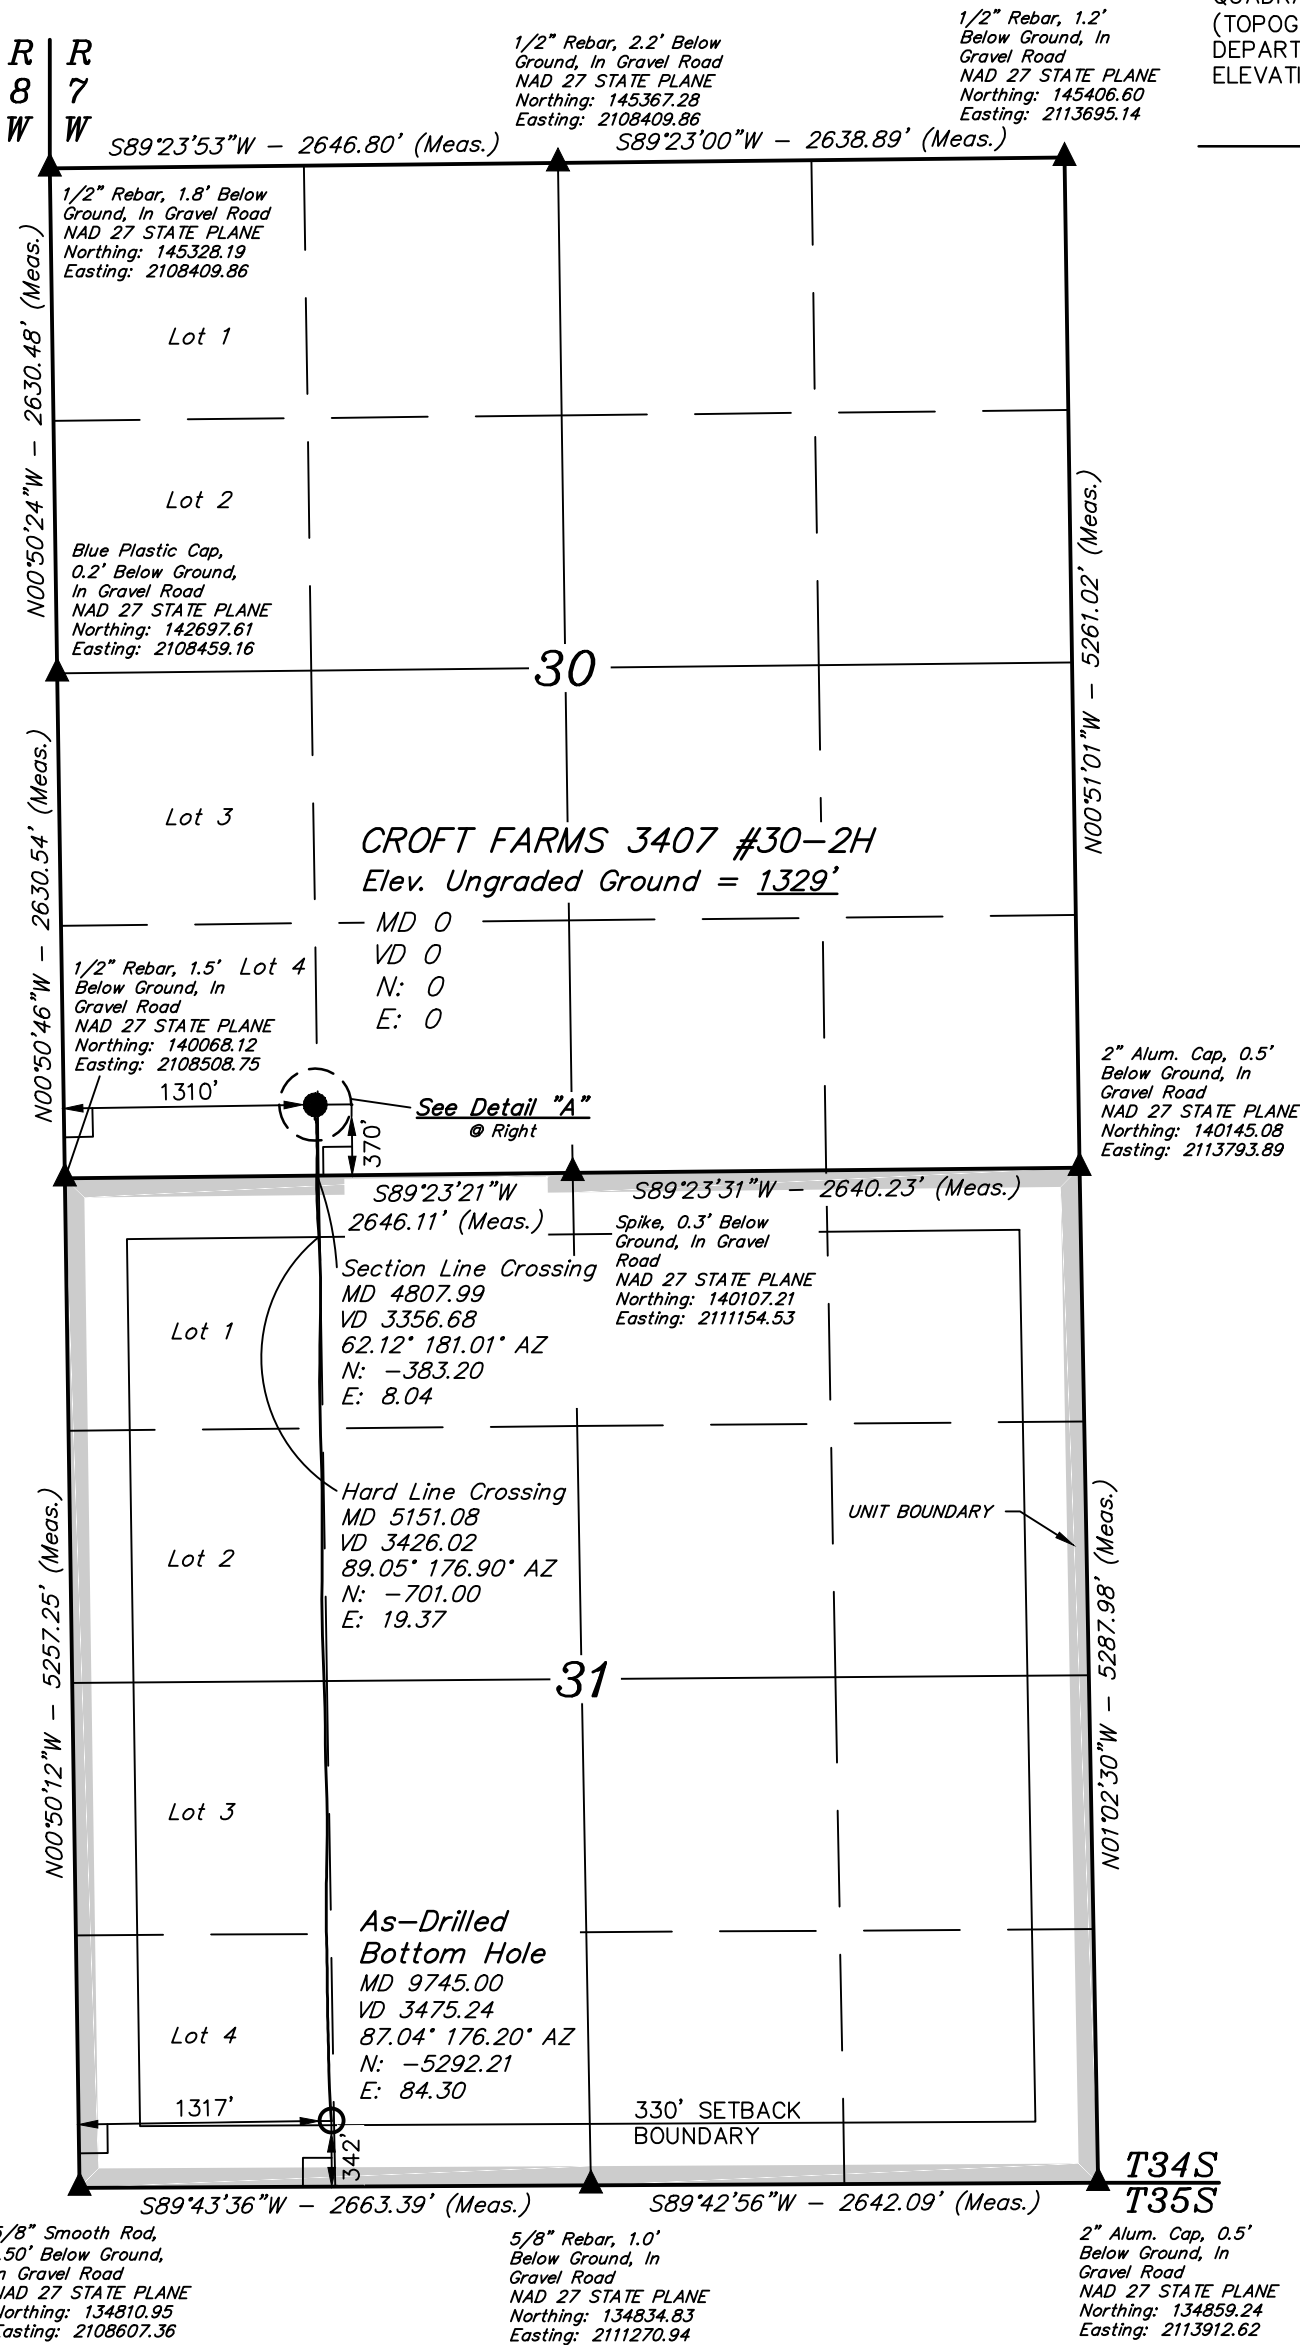 QUADRA
(TOPOG
DEPART
ELEVATI
R
8
W
R
7
W
1/2" Rebar, 2.2' Below
Ground, In Gravel Road
NAD 27 STATE PLANE
Northing: 145367.28
Easting: 2108409.86
1/2" Rebar, 1.2'
Below Ground, In
Gravel Road
NAD 27 STATE PLANE
Northing: 145406.60
Easting: 2113695.14
S89°23'53"W – 2646.80' (Meas.)
S89°23'00"W – 2638.89' (Meas.)
1/2" Rebar, 1.8' Below
Ground, In Gravel Road
NAD 27 STATE PLANE
Northing: 145328.19
Easting: 2108409.86
N00°50'24"W – 2630.48' (Meas.)
Lot 1
Lot 2
Blue Plastic Cap,
0.2' Below Ground,
In Gravel Road
NAD 27 STATE PLANE
Northing: 142697.61
Easting: 2108459.16
30
N00°51'01"W – 5261.02' (Meas.)
N00°50'46"W – 2630.54' (Meas.)
Lot 3
CROFT FARMS 3407 #30–2H
Elev. Ungraded Ground = 1329'
MD 0
VD 0
N: 0
E: 0
Lot 4
1/2" Rebar, 1.5'
Below Ground, In
Gravel Road
NAD 27 STATE PLANE
Northing: 140068.12
Easting: 2108508.75
1310'
See Detail "A"
@ Right
370'
2" Alum. Cap, 0.5'
Below Ground, In
Gravel Road
NAD 27 STATE PLANE
Northing: 140145.08
Easting: 2113793.89
S89°23'21"W
2646.11' (Meas.)
S89°23'31"W – 2640.23' (Meas.)
Spike, 0.3' Below
Ground, In Gravel
Road
NAD 27 STATE PLANE
Northing: 140107.21
Easting: 2111154.53
Section Line Crossing
MD 4807.99
VD 3356.68
62.12° 181.01° AZ
N: –383.20
E: 8.04
Lot 1
Hard Line Crossing
MD 5151.08
VD 3426.02
89.05° 176.90° AZ
N: –701.00
E: 19.37
UNIT BOUNDARY
Lot 2
N00°50'12"W – 5257.25' (Meas.)
31
N01°02'30"W – 5287.98' (Meas.)
Lot 3
As–Drilled
Bottom Hole
MD 9745.00
VD 3475.24
87.04° 176.20° AZ
N: –5292.21
E: 84.30
Lot 4
1317'
342'
330' SETBACK
BOUNDARY
T34S
T35S
S89°43'36"W – 2663.39' (Meas.)
S89°42'56"W – 2642.09' (Meas.)
5/8" Smooth Rod,
.50' Below Ground,
n Gravel Road
NAD 27 STATE PLANE
Northing: 134810.95
Easting: 2108607.36
5/8" Rebar, 1.0'
Below Ground, In
Gravel Road
NAD 27 STATE PLANE
Northing: 134834.83
Easting: 2111270.94
2" Alum. Cap, 0.5'
Below Ground, In
Gravel Road
NAD 27 STATE PLANE
Northing: 134859.24
Easting: 2113912.62